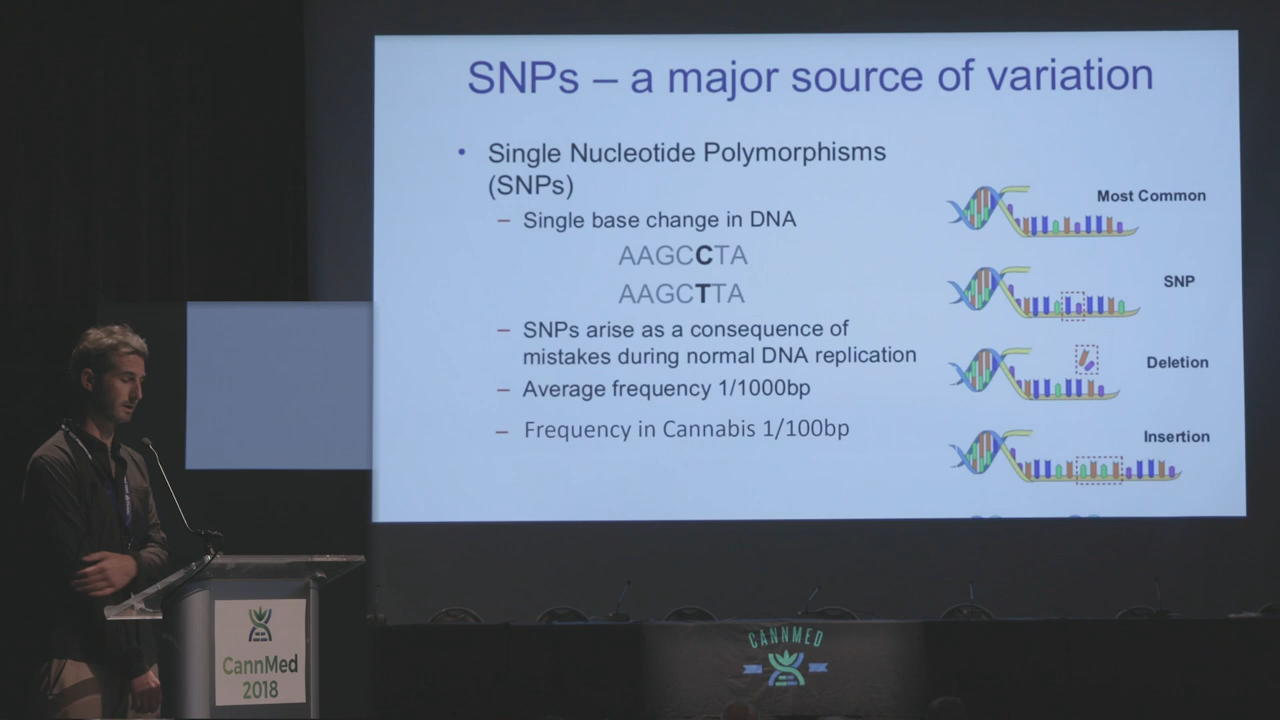 SNPs – a major source of variation
• Single Nucleotide Polymorphisms
(SNPs)
– Single base change in DNA
AAGCCTA
AAGCTTA
– SNPs arise as a consequence of
mistakes during normal DNA replication
– Average frequency 1/1000bp
– Frequency in Cannabis 1/100bp
Most Common
SNP
Deletion
Insertion
CannMed
2018
CANNMED